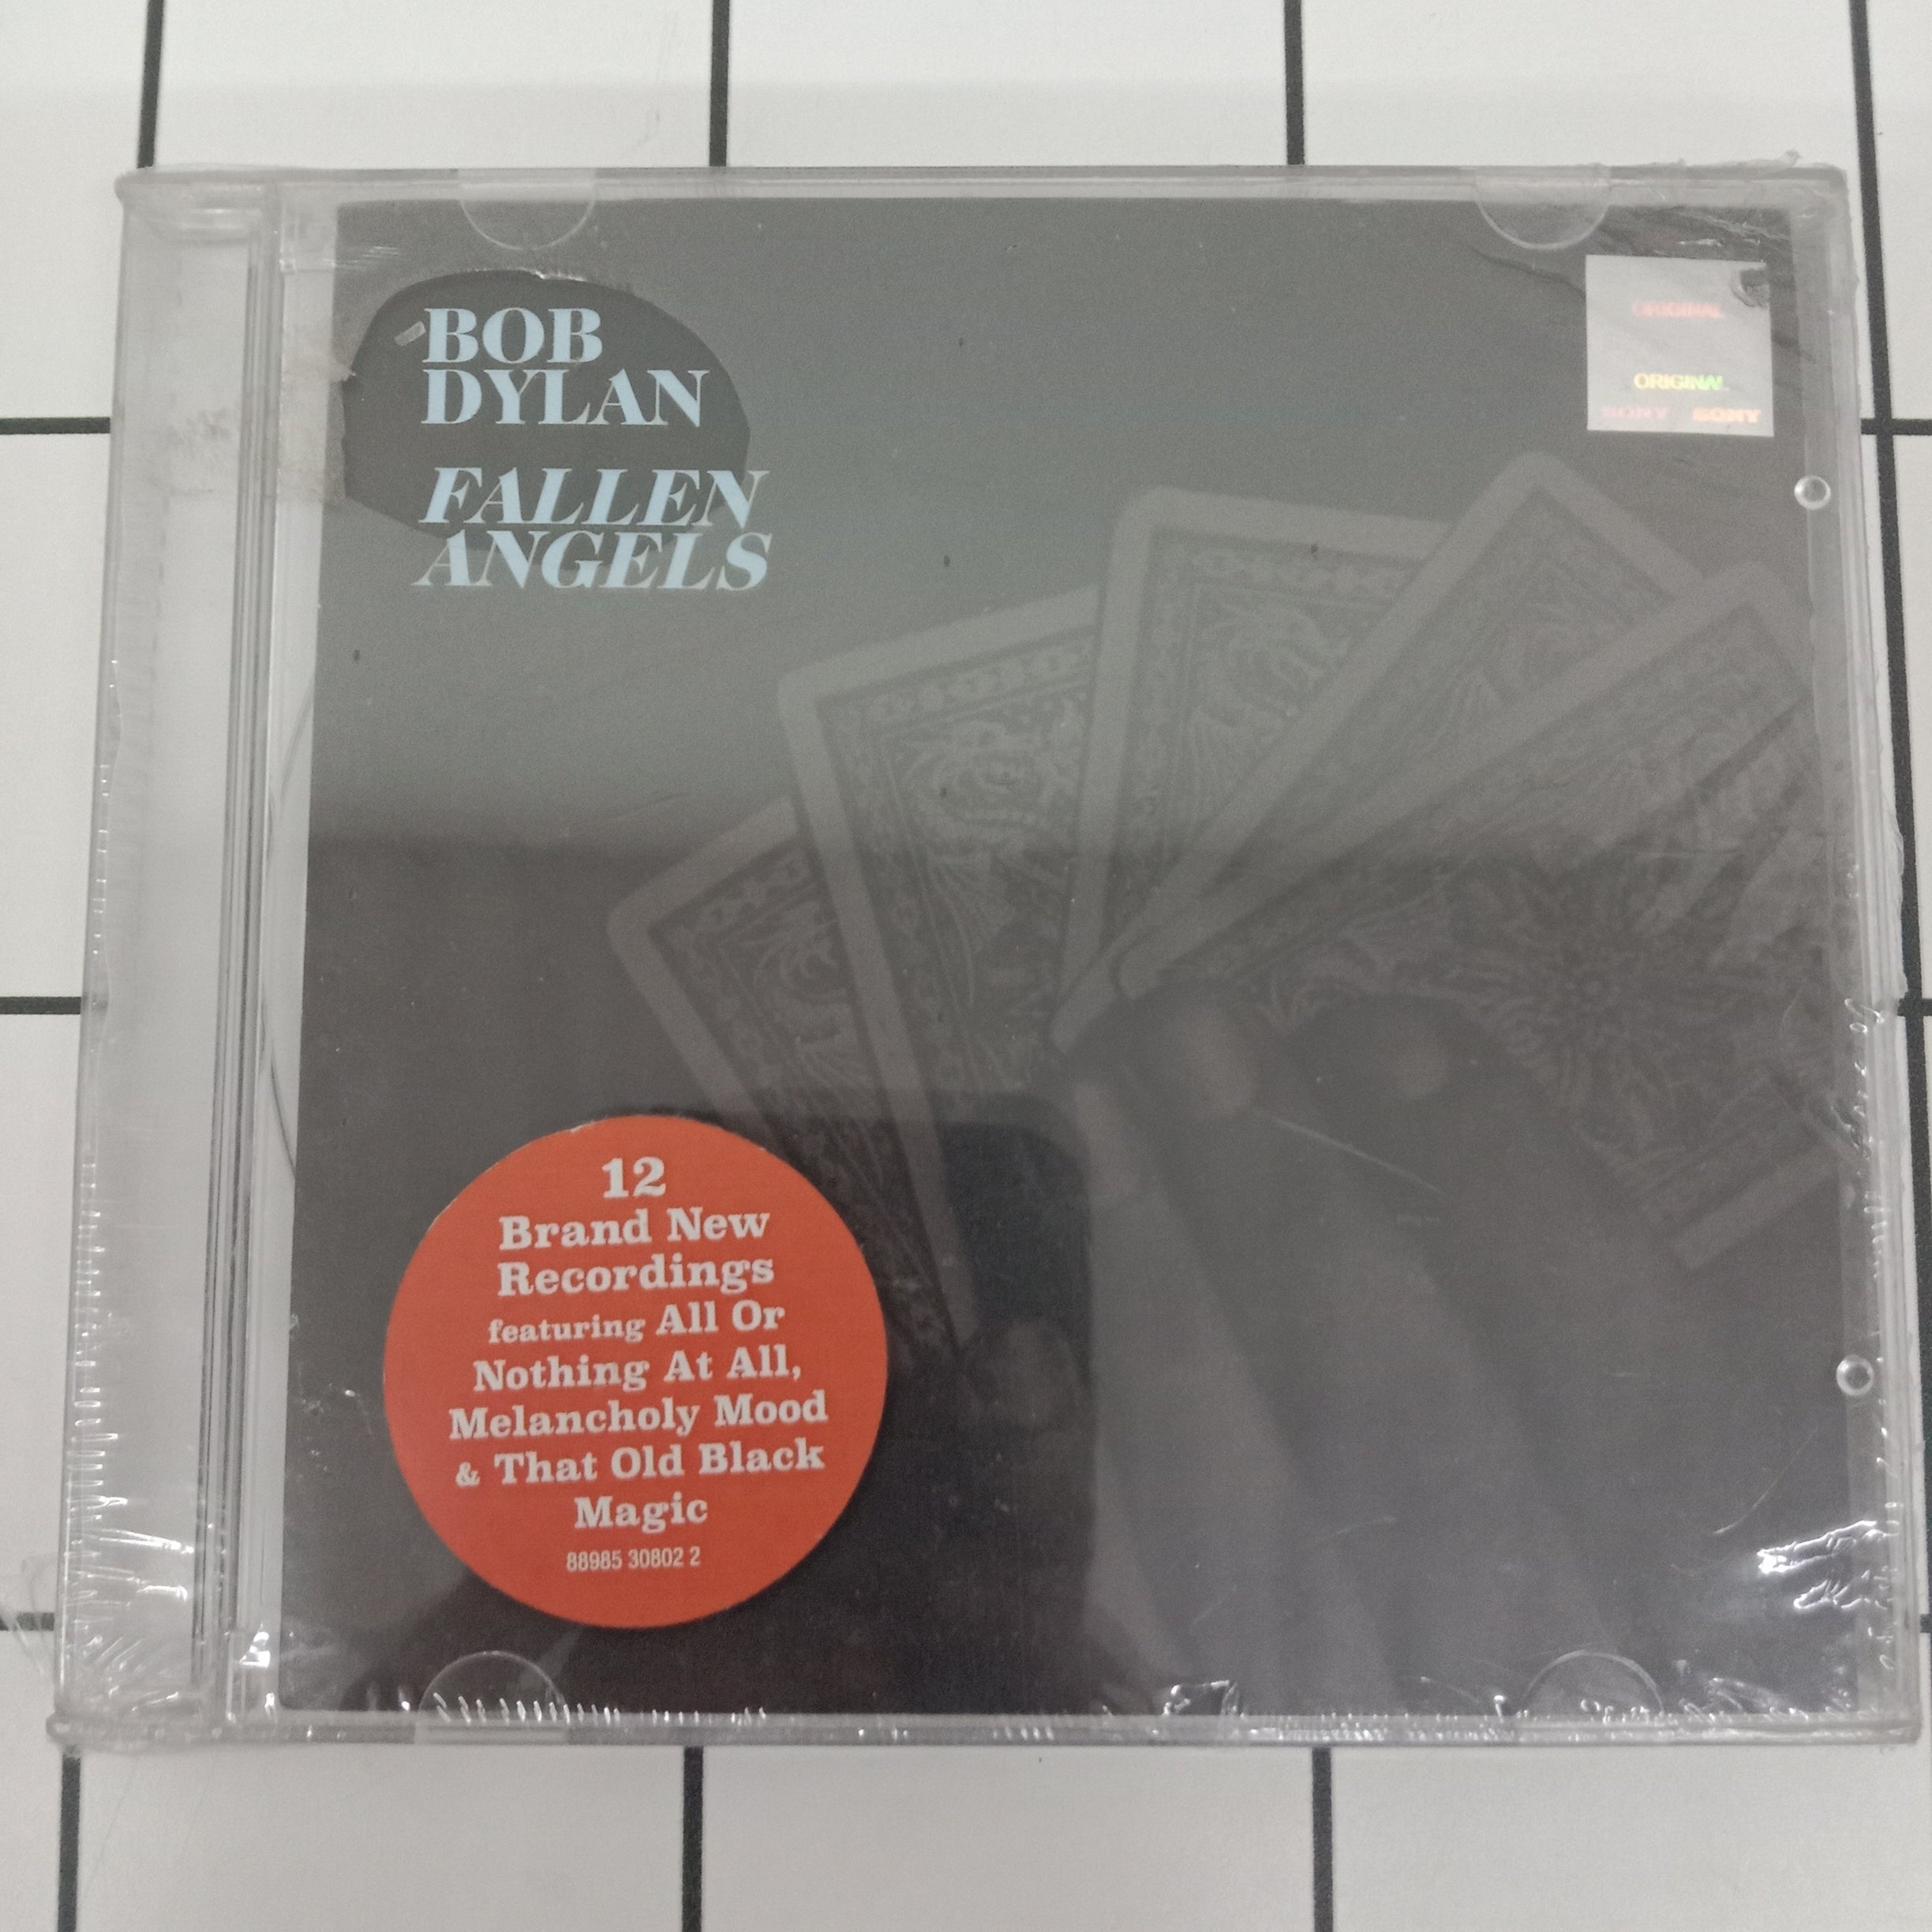 BOB
DYLAN
FALLEN
ANGELS
ORIGINAL
ORIGINAL
SONY SONY
12
Brand New
Recordings
featuring All Or
Nothing At All,
Melancholy Mood
& That Old Black
Magic
88985 30802 2